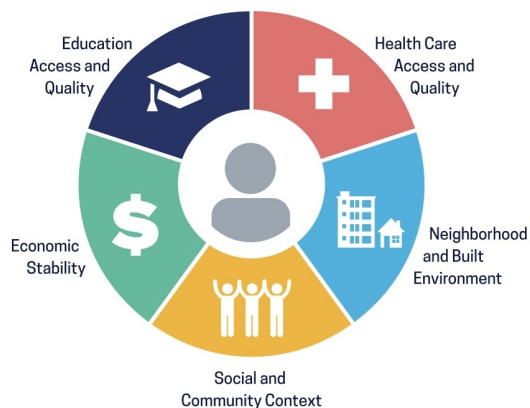 Education
Access and
Quality
Health Care
Access and
Quality
Economic
Stability
$
Neighborhood
and Built
Environment
Social and
Community Context